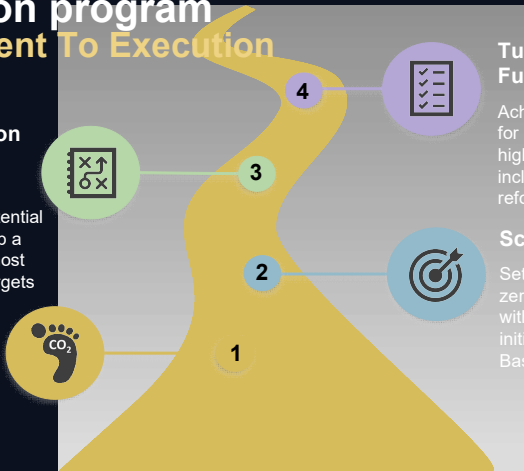 on program
ent To Execution
4
Tu
Fu
Ach
for
high
incl
refo
on
3
ential
o a
ost
gets
2
Sc
Set
zer
with
initi
Bas
CO2
1